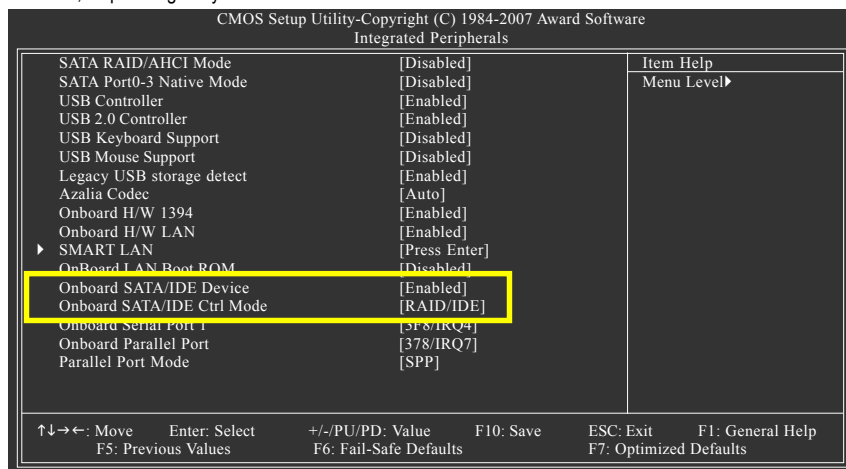 CMOS Setup Utility-Copyright (C) 1984-2007 Award Software
Integrated Peripherals
SATA RAID/AHCI Mode [Disabled] Item Help
SATA Port0-3 Native Mode [Disabled] Menu Level▶
USB Controller [Enabled]
USB 2.0 Controller [Enabled]
USB Keyboard Support [Disabled]
USB Mouse Support [Disabled]
Legacy USB storage detect [Enabled]
Azalia Codec [Auto]
Onboard H/W 1394 [Enabled]
Onboard H/W LAN [Enabled]
▶ SMART LAN [Press Enter]
OnBoard LAN Boot ROM [Disabled]
Onboard SATA/IDE Device [Enabled]
Onboard SATA/IDE Ctrl Mode [RAID/IDE]
Onboard Serial Port 1 [3F8/IRQ4]
Onboard Parallel Port [378/IRQ7]
Parallel Port Mode [SPP]
↑↓→←: Move Enter: Select +/-/PU/PD: Value F10: Save ESC: Exit F1: General Help
F5: Previous Values F6: Fail-Safe Defaults F7: Optimized Defaults